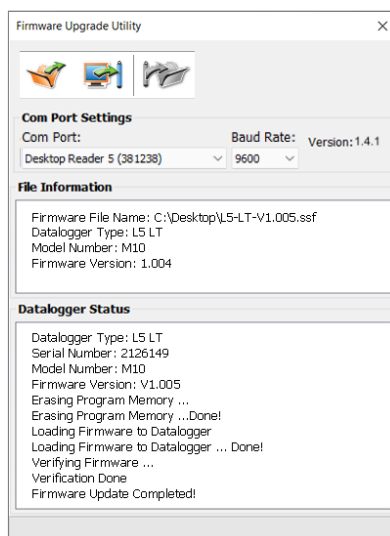 Firmware Upgrade Utility
Com Port Settings
Com Port:
Baud Rate:
Version: 1.4.1
Desktop Reader 5 (381238)
9600
File Information
Firmware File Name: C:\Desktop\L5-LT-V1.005.ssf
Datalogger Type: L5 LT
Model Number: M10
Firmware Version: 1.004
Datalogger Status
Datalogger Type: L5 LT
Serial Number: 2126149
Model Number: M10
Firmware Version: V1.005
Erasing Program Memory ...
Erasing Program Memory ...Done!
Loading Firmware to Datalogger
Loading Firmware to Datalogger ... Done!
Verifying Firmware ...
Verification Done
Firmware Update Completed!